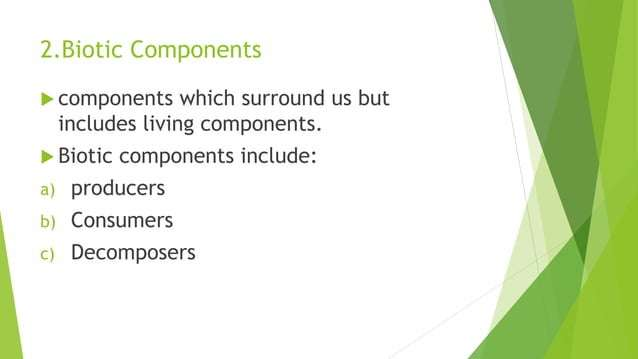 2.Biotic Components
components which surround us but
includes living components.
Biotic components include:
a) producers
b) Consumers
c) Decomposers